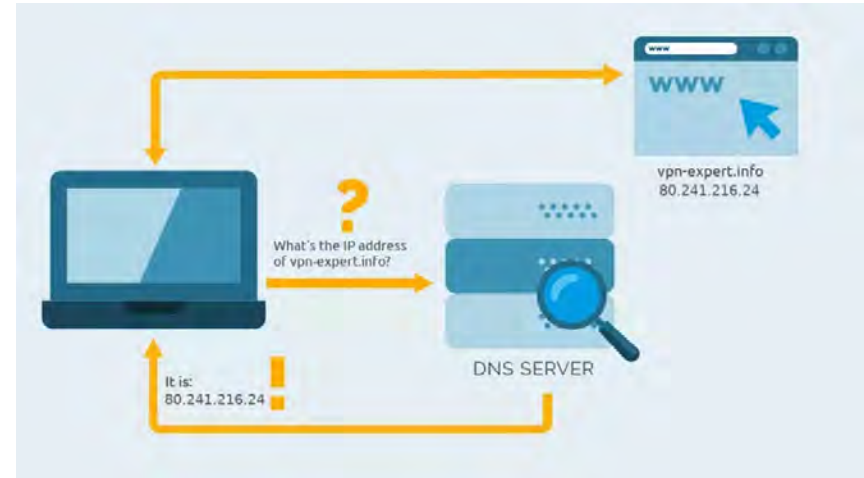 www
www
vpn-expert.info
80.241.216.24
What's the IP address
of vpn-expert.info?
DNS SERVER
It is:
80.241.216.24